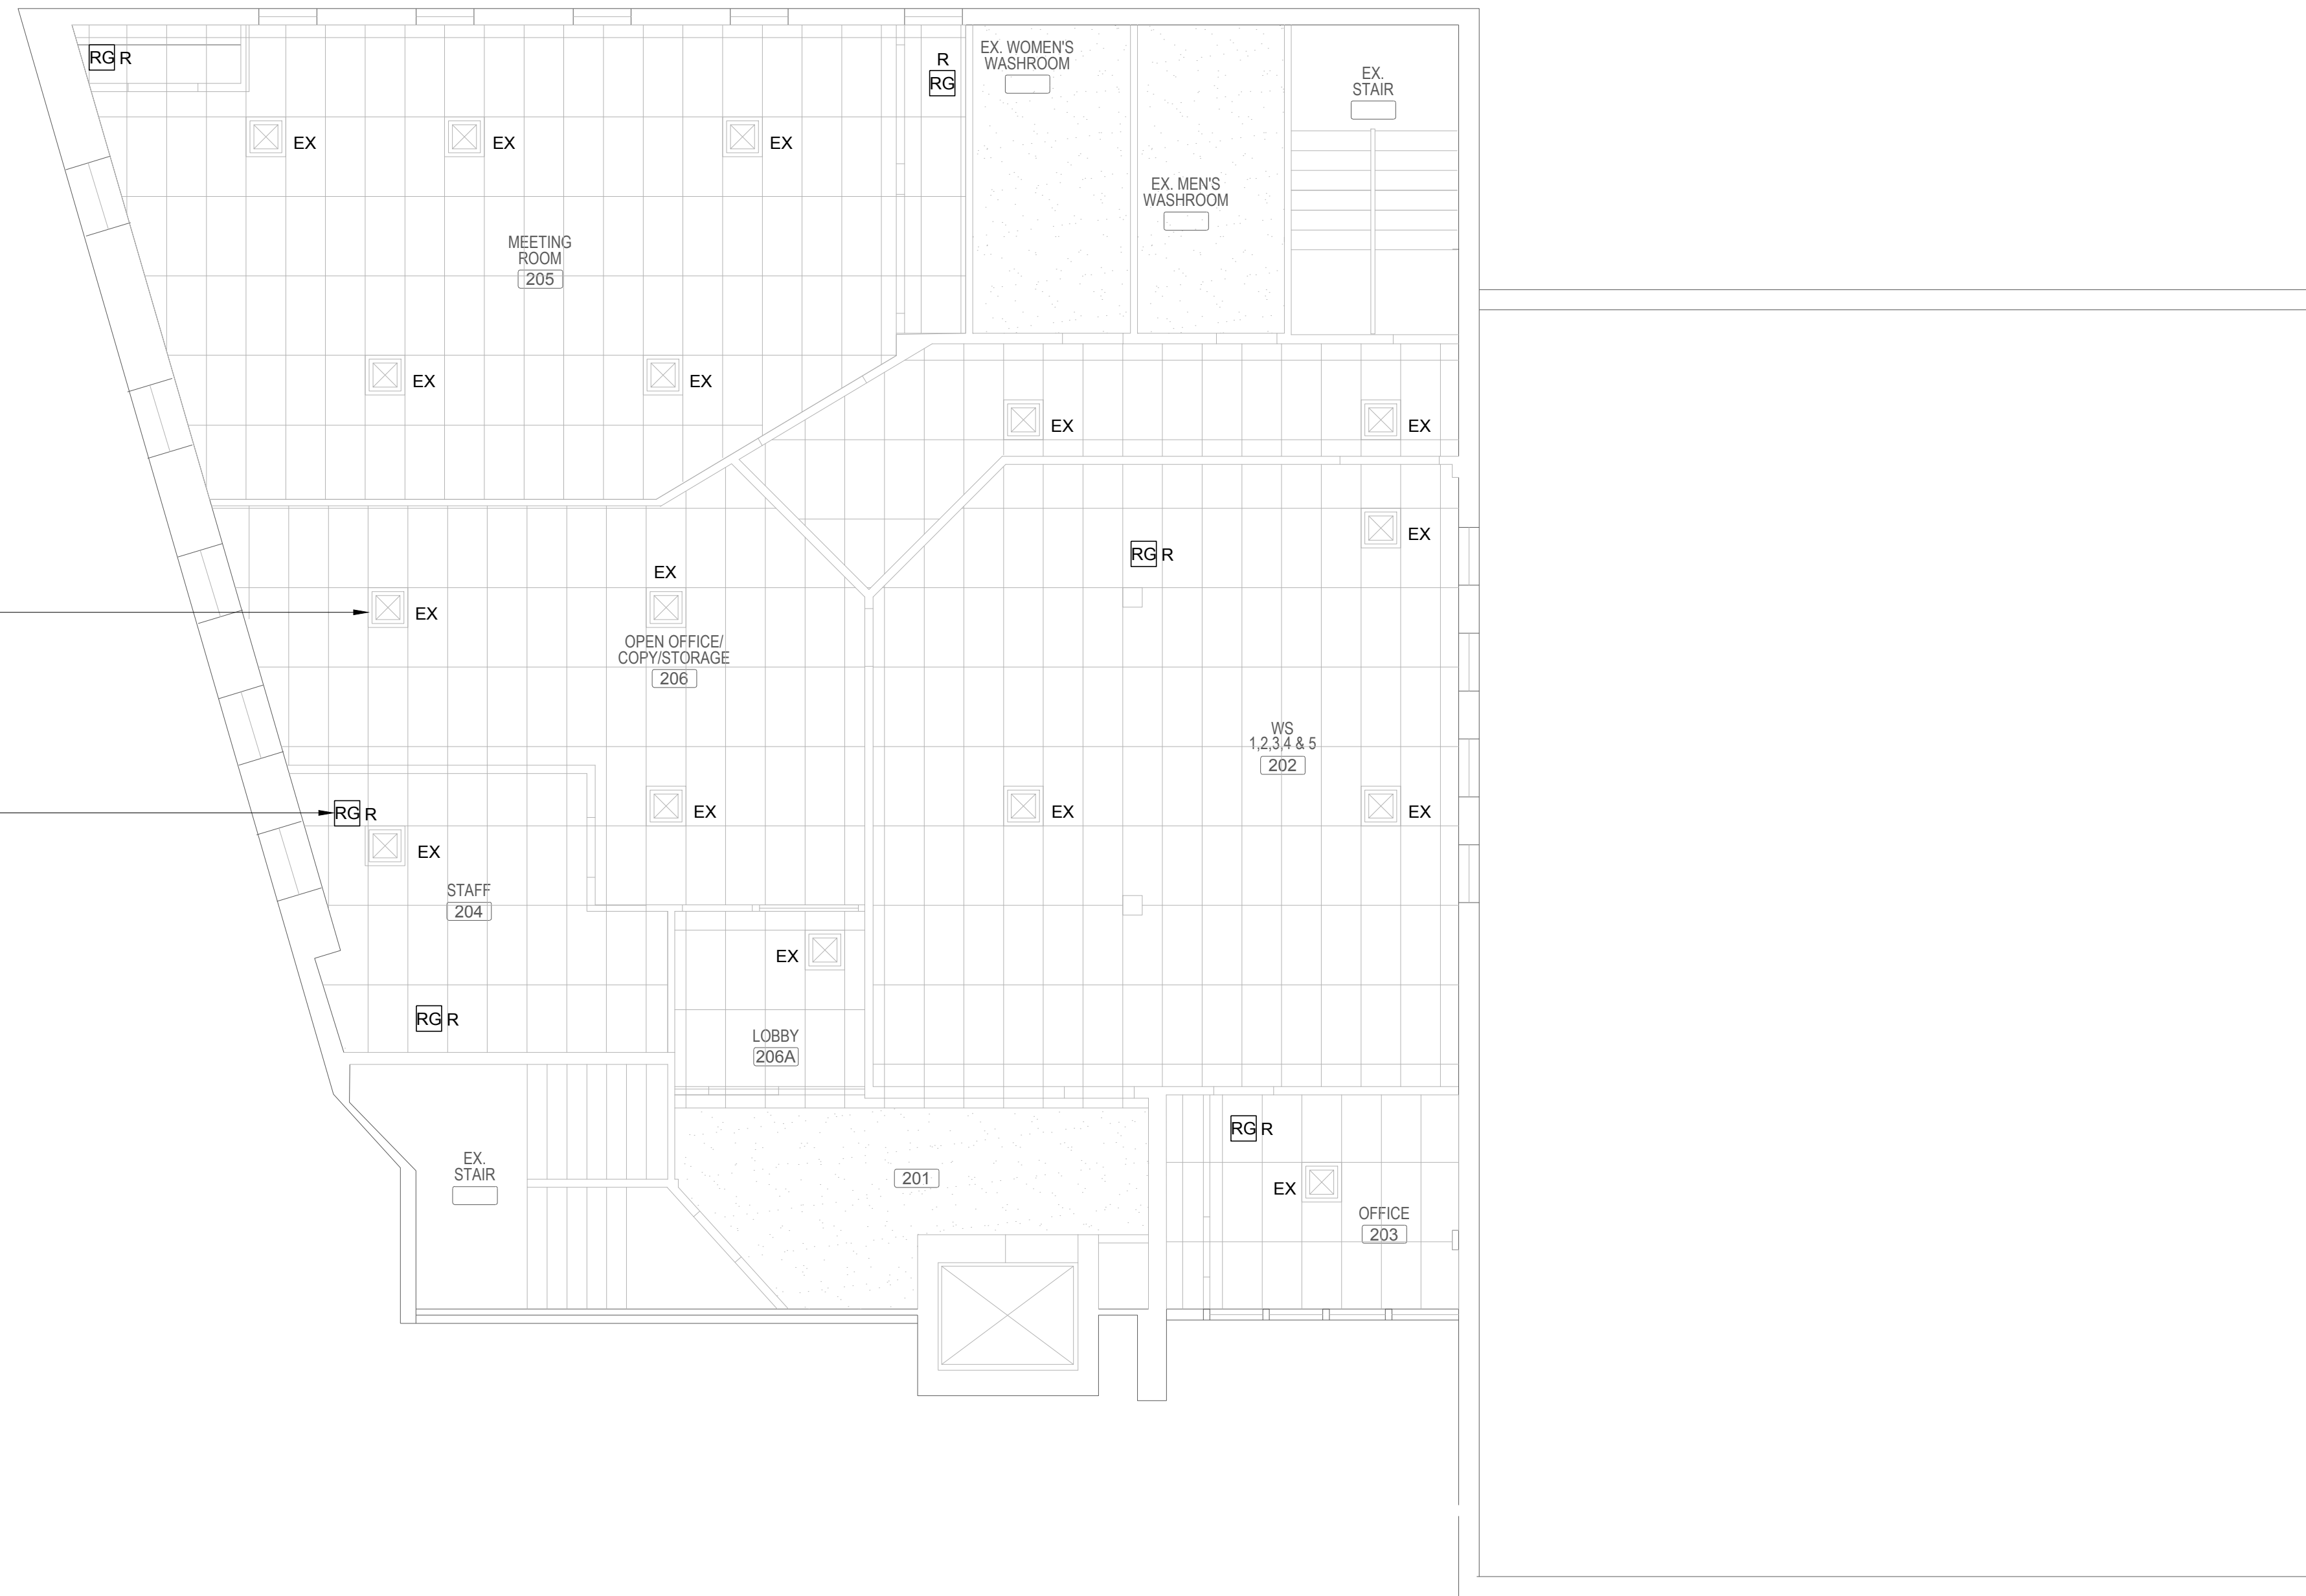 EX. WOMEN'S
WASHROOM
R
RG
RG R
EX.
STAIR
EX
EX
EX
EX. MEN'S
WASHROOM
MEETING
ROOM
205
EX
EX
EX
EX
EX
RG R
EX
EX
OPEN OFFICE/
COPY/STORAGE
206
WS
1,2,3,4 & 5
202
RG R
EX
EX
EX
EX
STAFF
204
EX
RG R
LOBBY
206A
RG R
EX.
STAIR
201
EX
OFFICE
203